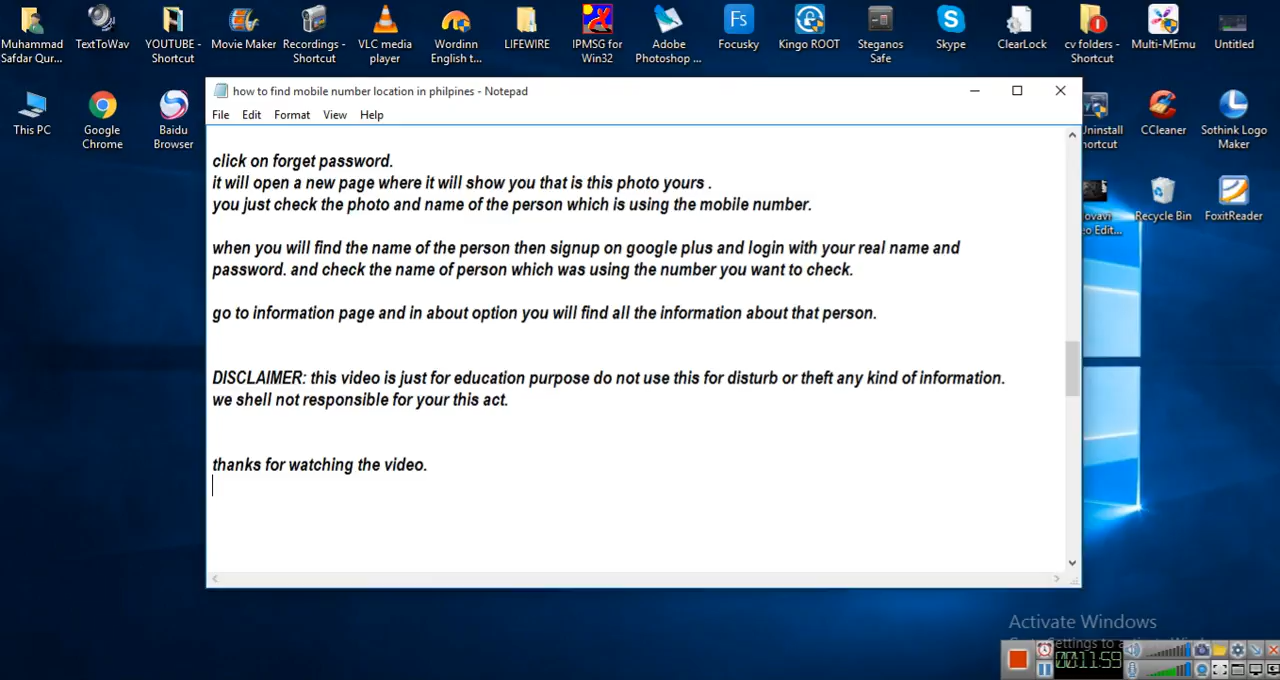 Muhammad Safdar Qur...
TextToWav
YOUTUBE - Shortcut
Movie Maker
Recordings - Shortcut
VLC media player
Wordinn English t...
LIFEWIRE
IPMSG for Win32
Adobe Photoshop ...
Fs
Focusky
Kingo ROOT
Steganos Safe
Skype
ClearLock
cv folders - Shortcut
Multi-MEmu
Untitled
This PC
Google Chrome
Baidu Browser
CCleaner
Sothink Logo Maker
Recycle Bin
FoxitReader
how to find mobile number location in philpines - Notepad
File Edit Format View Help
click on forget password.
it will open a new page where it will show you that is this photo yours .
you just check the photo and name of the person which is using the mobile number.
when you will find the name of the person then signup on google plus and login with your real name and
password. and check the name of person which was using the number you want to check.
go to information page and in about option you will find all the information about that person.
DISCLAIMER: this video is just for education purpose do not use this for disturb or theft any kind of information.
we shell not responsible for your this act.
thanks for watching the video.
Activate Windows
00:11:59